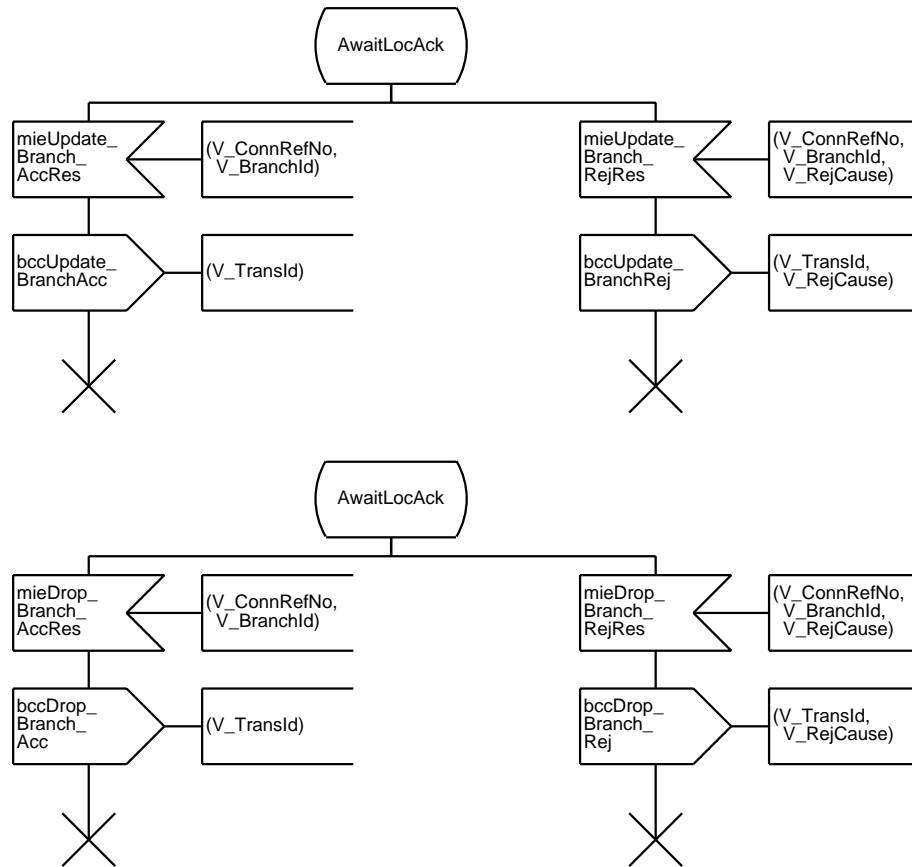 AwaitLocAck
mieUpdate_
Branch_
AccRes
(V_ConnRefNo,
V_BranchId)
mieUpdate_
Branch_
RejRes
(V_ConnRefNo,
V_BranchId,
V_RejCause)
bccUpdate_
BranchAcc
(V_TransId)
bccUpdate_
BranchRej
(V_TransId,
V_RejCause)
AwaitLocAck
mieDrop_
Branch_
AccRes
(V_ConnRefNo,
V_BranchId)
mieDrop_
Branch_
RejRes
(V_ConnRefNo,
V_BranchId,
V_RejCause)
bccDrop_
Branch_
Acc
(V_TransId)
bccDrop_
Branch_
Rej
(V_TransId,
V_RejCause)